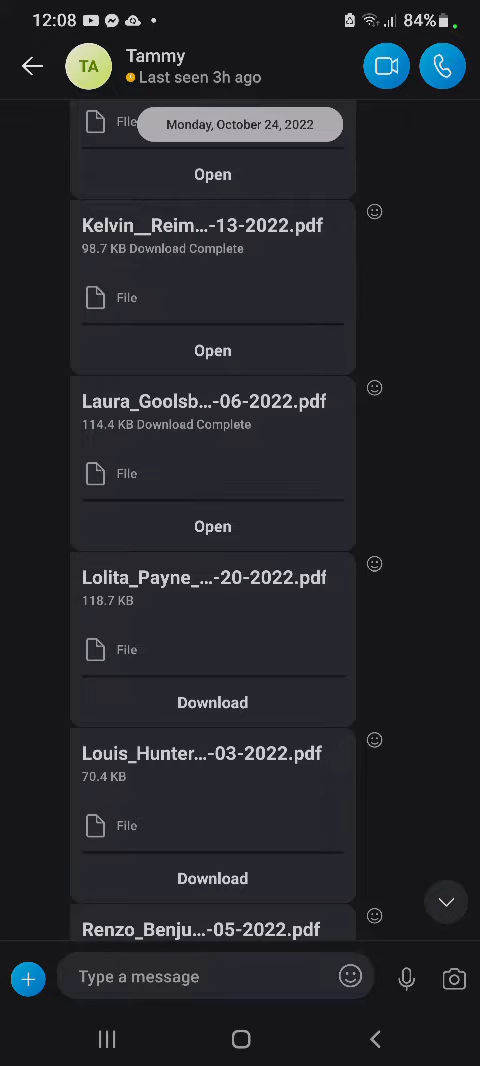 12:08
84%
TA
Tammy
Last seen 3h ago
File
Monday, October 24, 2022
Open
Kelvin__Reim...-13-2022.pdf
98.7 KB Download Complete
File
Open
Laura_Goolsb...-06-2022.pdf
114.4 KB Download Complete
File
Open
Lolita_Payne_...-20-2022.pdf
118.7 KB
File
Download
Louis_Hunter...-03-2022.pdf
70.4 KB
File
Download
Renzo_Benju...-05-2022.pdf
Type a message